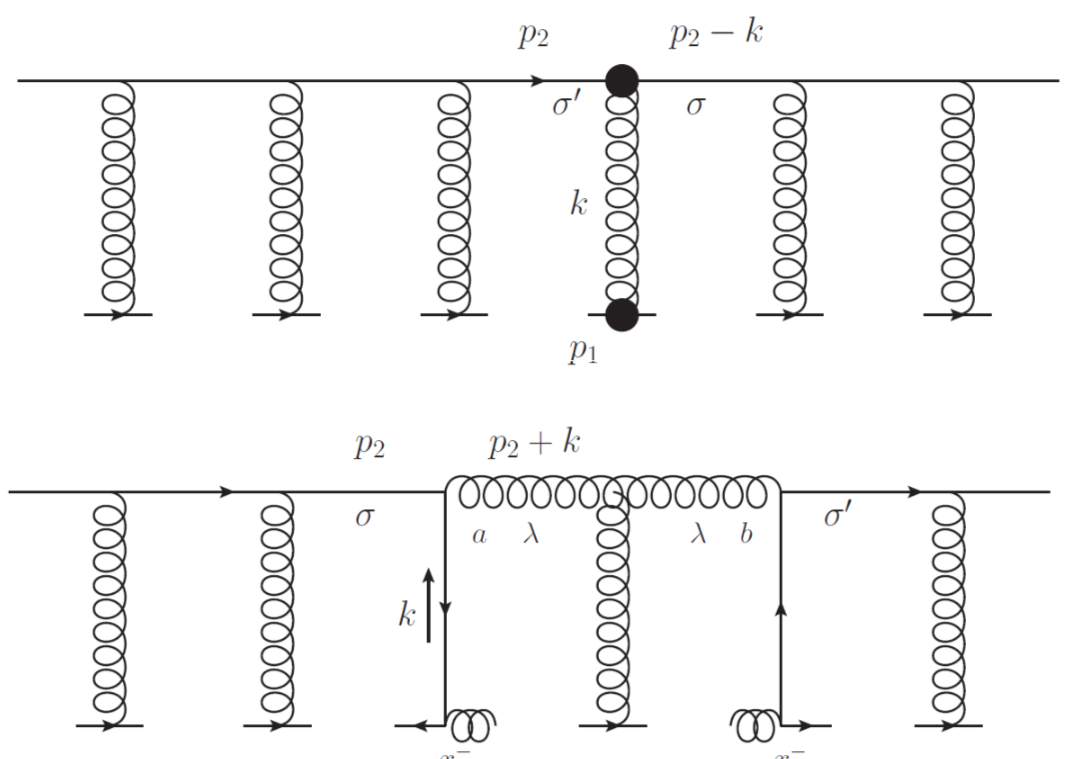 p₂ p₂ − k
σ′ σ
k
p₁
p₂ p₂ + k
σ a λ λ b σ′
k